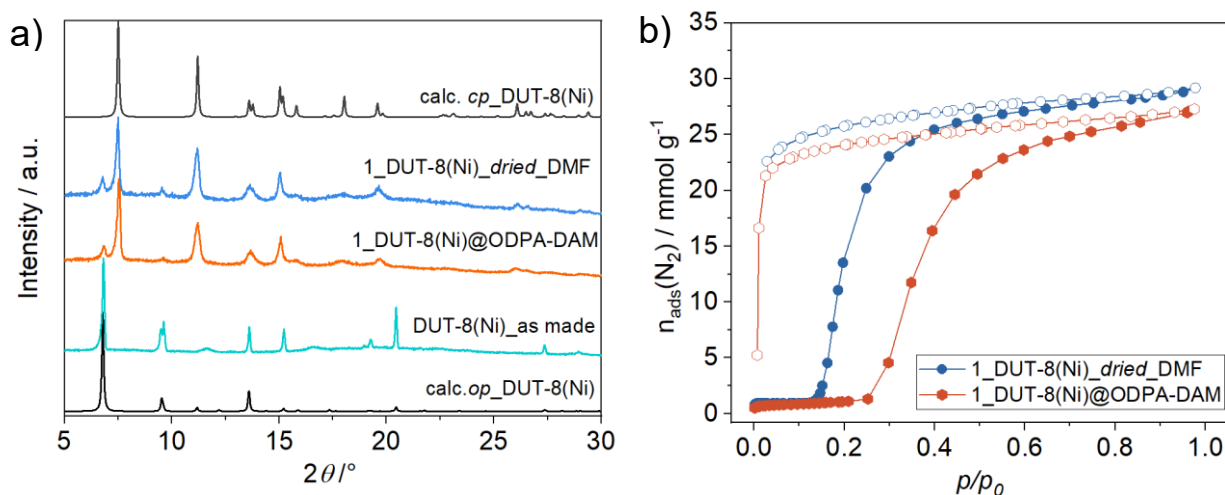 a)
calc. cp_DUT-8(Ni)
1_DUT-8(Ni)_dried_DMF
1_DUT-8(Ni)@ODPA-DAM
DUT-8(Ni)_as made
calc.op_DUT-8(Ni)
Intensity / a.u.
5 10 15 20 25 30
2θ/°
b)
35
30
25
20
15
10
5
0
n_ads(N₂) / mmol g⁻¹
1_DUT-8(Ni)_dried_DMF
1_DUT-8(Ni)@ODPA-DAM
0.0 0.2 0.4 0.6 0.8 1.0
p/p₀